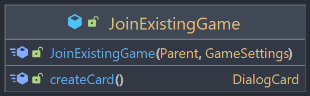 JoinExistingGame
JoinExistingGame(Parent, GameSettings)
createCard() DialogCard